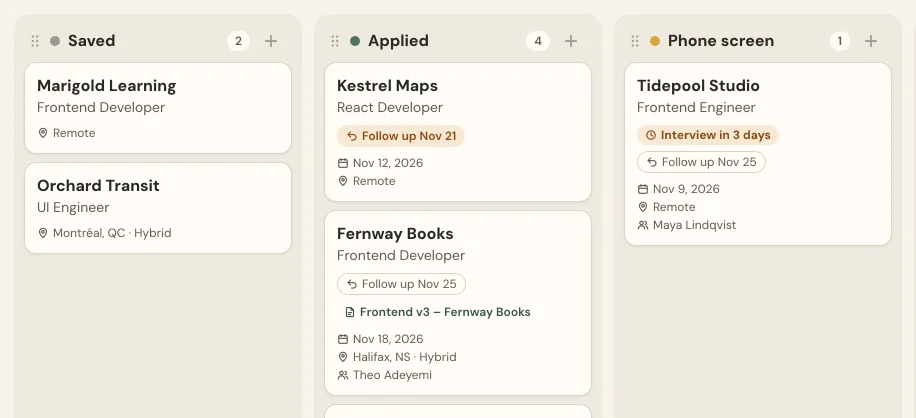 Saved 2
Marigold Learning
Frontend Developer
Remote
Orchard Transit
UI Engineer
Montréal, QC · Hybrid
Applied 4
Kestrel Maps
React Developer
Follow up Nov 21
Nov 12, 2026
Remote
Fernway Books
Frontend Developer
Follow up Nov 25
Frontend v3 – Fernway Books
Nov 18, 2026
Halifax, NS · Hybrid
Theo Adeyemi
Phone screen 1
Tidepool Studio
Frontend Engineer
Interview in 3 days
Follow up Nov 25
Nov 9, 2026
Remote
Maya Lindqvist